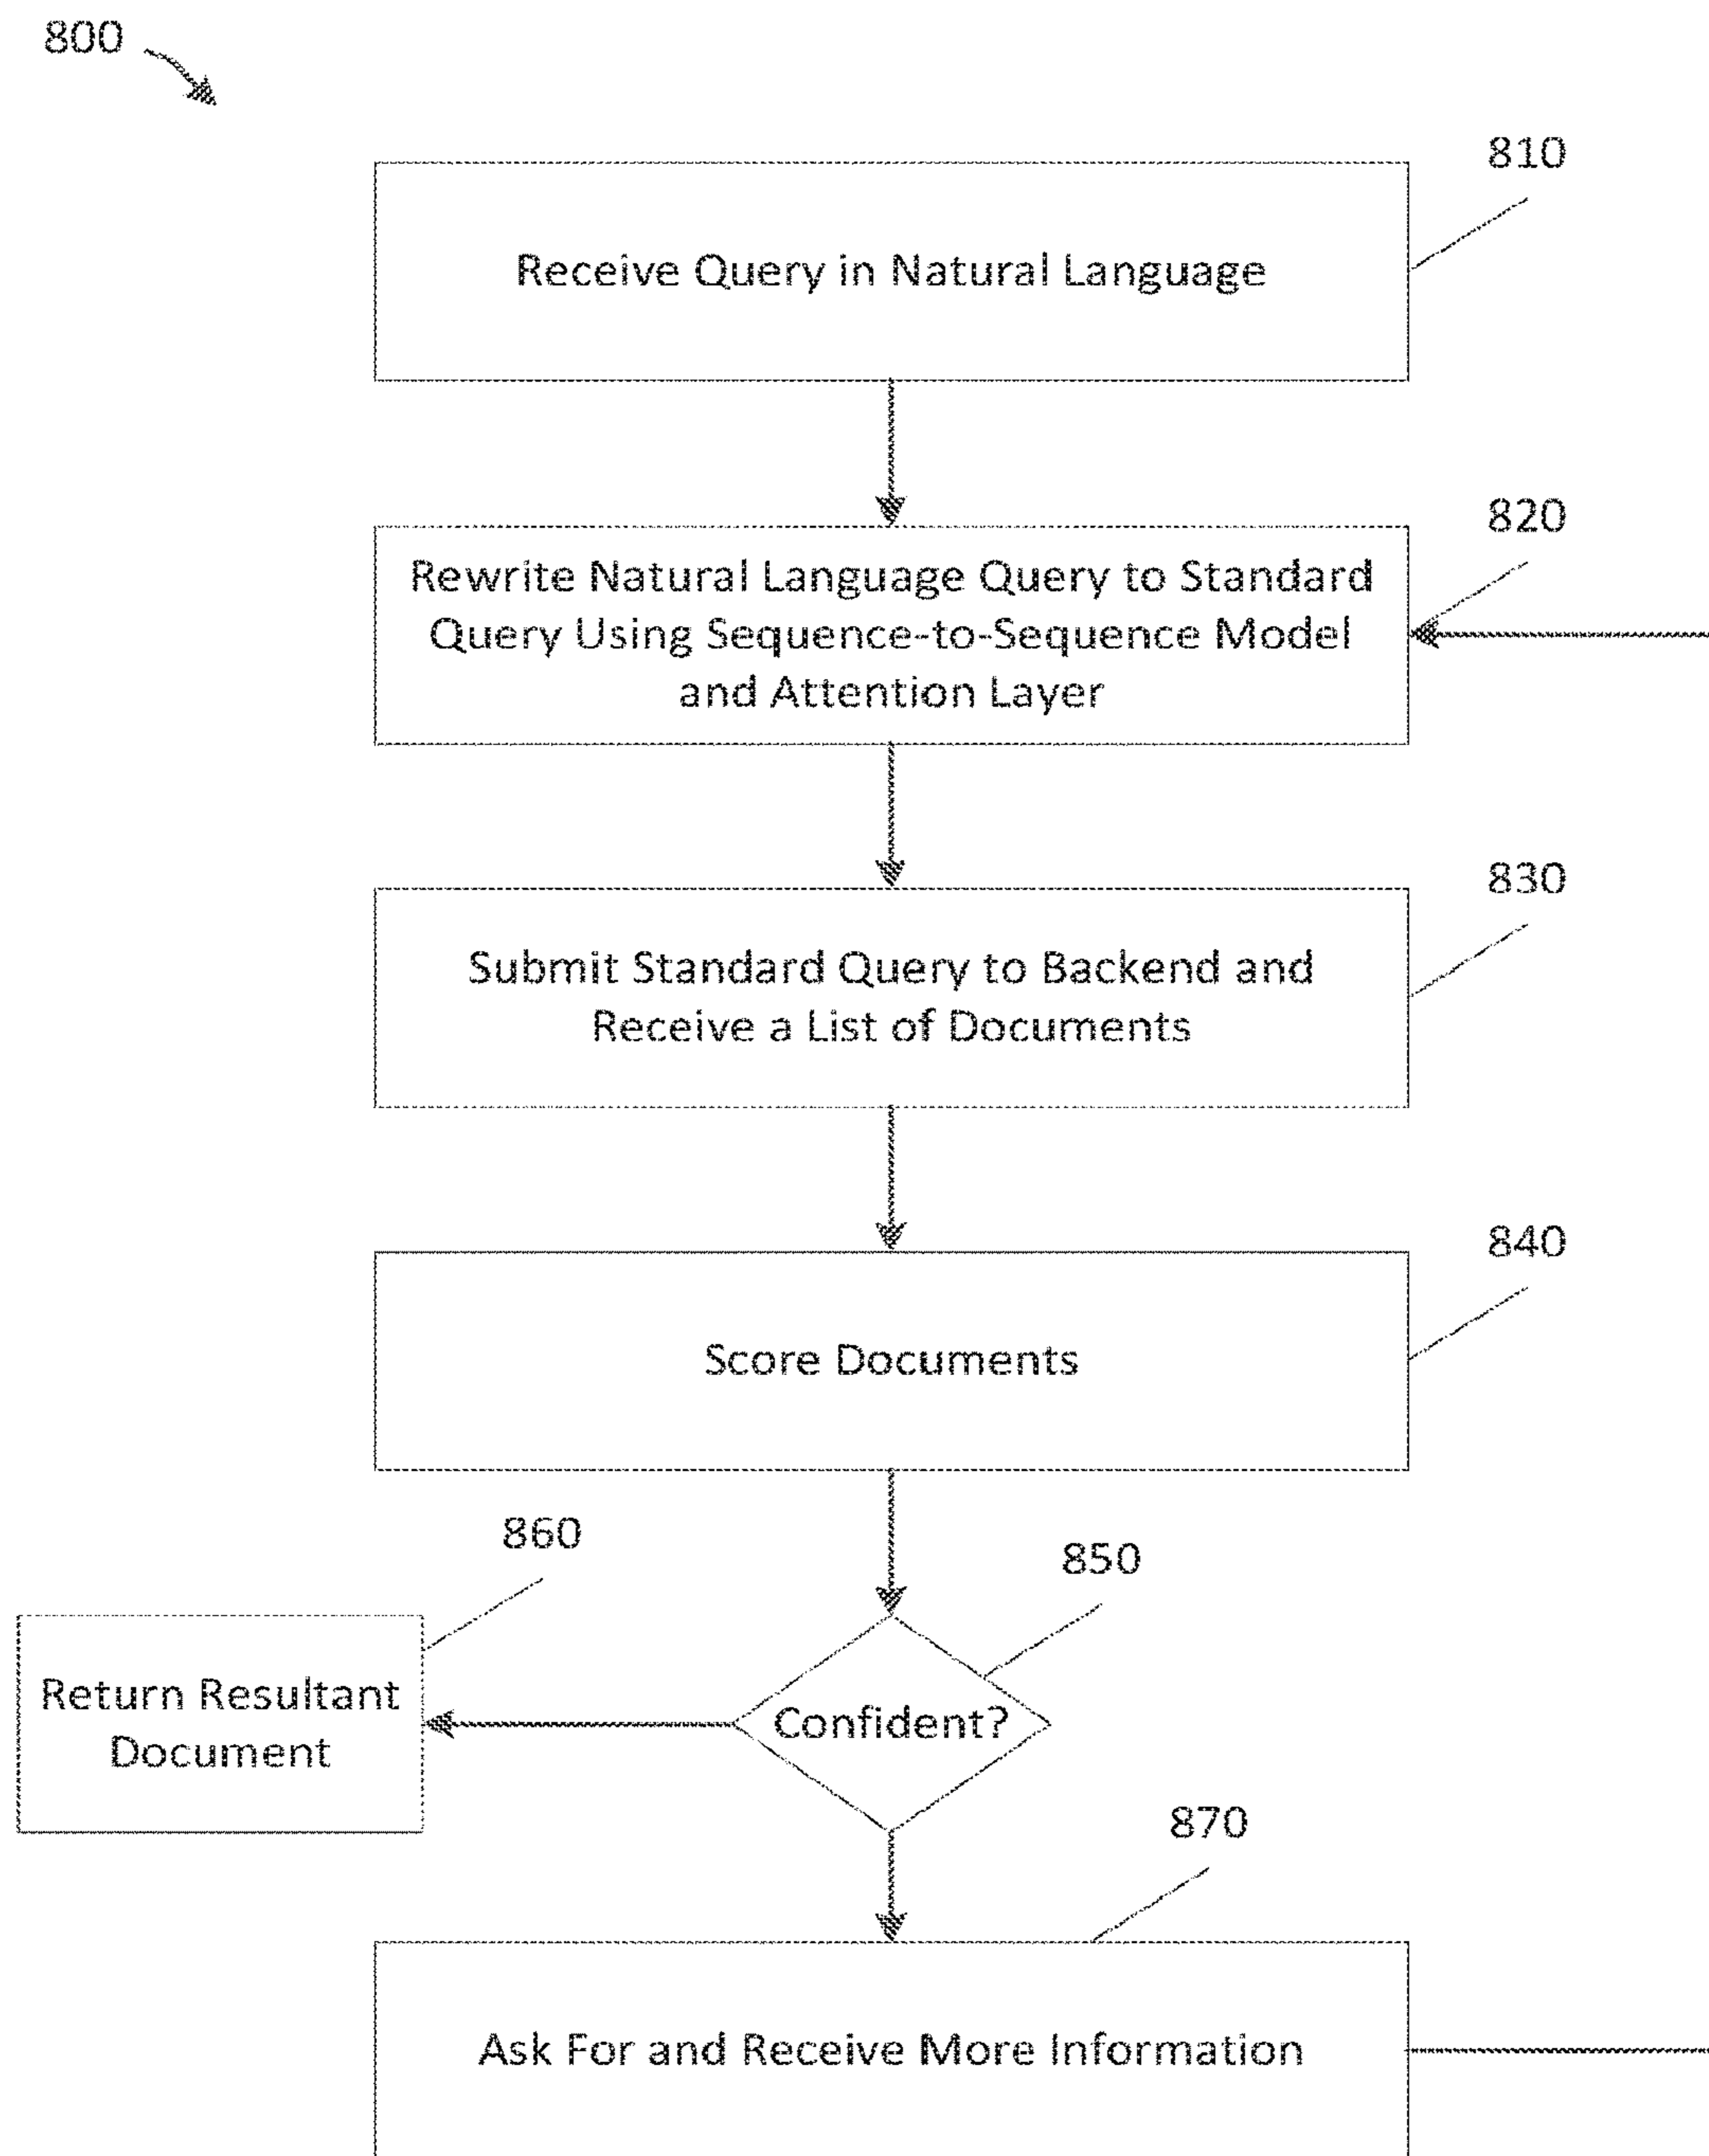 800
810
Receive Query in Natural Language
820
Rewrite Natural Language Query to Standard
Query Using Sequence-to-Sequence Model
and Attention Layer
830
Submit Standard Query to Backend and
Receive a List of Documents
840
Score Documents
860
850
Return Resultant
Document
Confident?
870
Ask For and Receive More Information